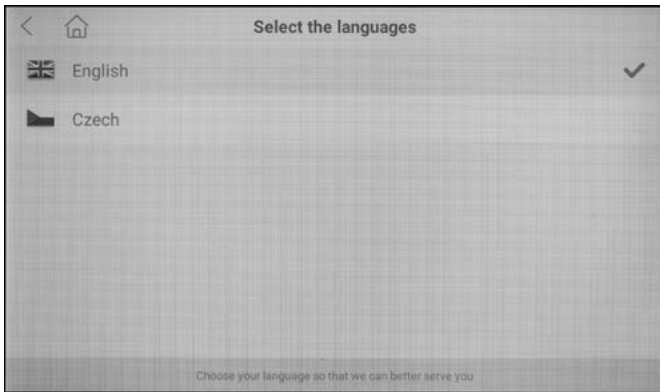 Select the languages
English
Czech
Choose your language so that we can better serve you